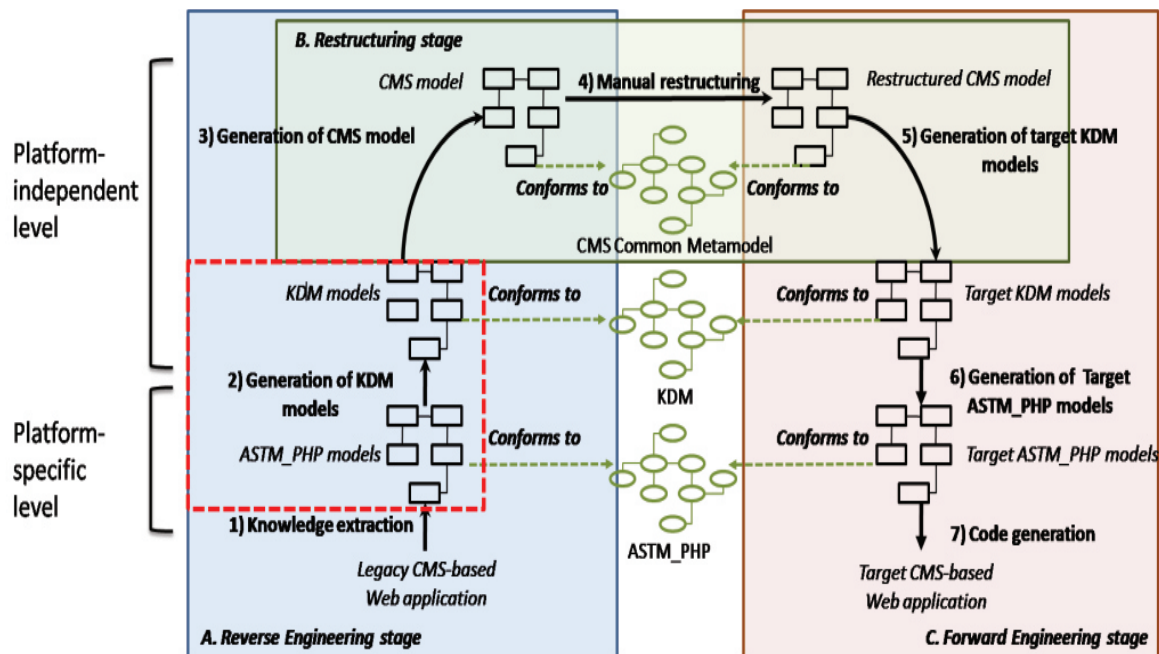 B. Restructuring stage
CMS model
4) Manual restructuring
Restructured CMS model
3) Generation of CMS model
5) Generation of target KDM
models
Platform-
independent
level
Conforms to
Conforms to
CMS Common Metamodel
KDM models
Conforms to
Conforms to
Target KDM models
2) Generation of KDM
models
KDM
6) Generation of Target
ASTM_PHP models
Platform-
specific
level
ASTM_PHP models
Conforms to
Conforms to
Target ASTM_PHP models
1) Knowledge extraction
ASTM_PHP
7) Code generation
Legacy CMS-based
Web application
Target CMS-based
Web application
A. Reverse Engineering stage
C. Forward Engineering stage